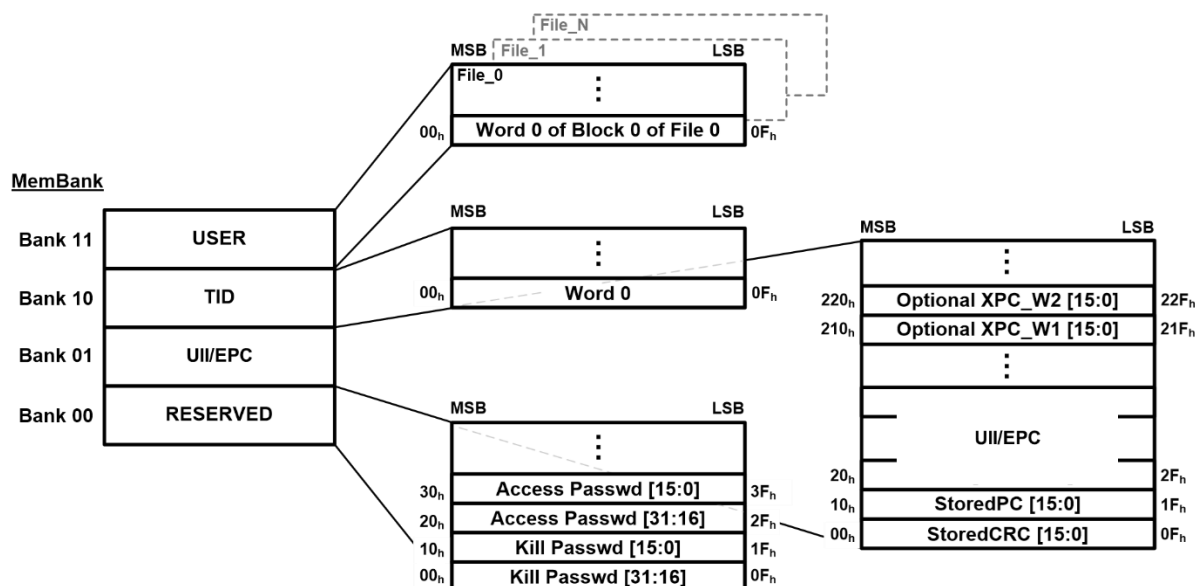 File_N
MSB File_1 LSB
File_0
⋮
00h Word 0 of Block 0 of File 0 0Fh
MemBank
Bank 11 USER
Bank 10 TID
Bank 01 UII/EPC
Bank 00 RESERVED
MSB LSB
⋮
00h Word 0 0Fh
MSB LSB
⋮
220h Optional XPC_W2 [15:0] 22Fh
210h Optional XPC_W1 [15:0] 21Fh
⋮
UII/EPC
20h 2Fh
10h StoredPC [15:0] 1Fh
00h StoredCRC [15:0] 0Fh
MSB LSB
⋮
30h Access Passwd [15:0] 3Fh
20h Access Passwd [31:16] 2Fh
10h Kill Passwd [15:0] 1Fh
00h Kill Passwd [31:16] 0Fh